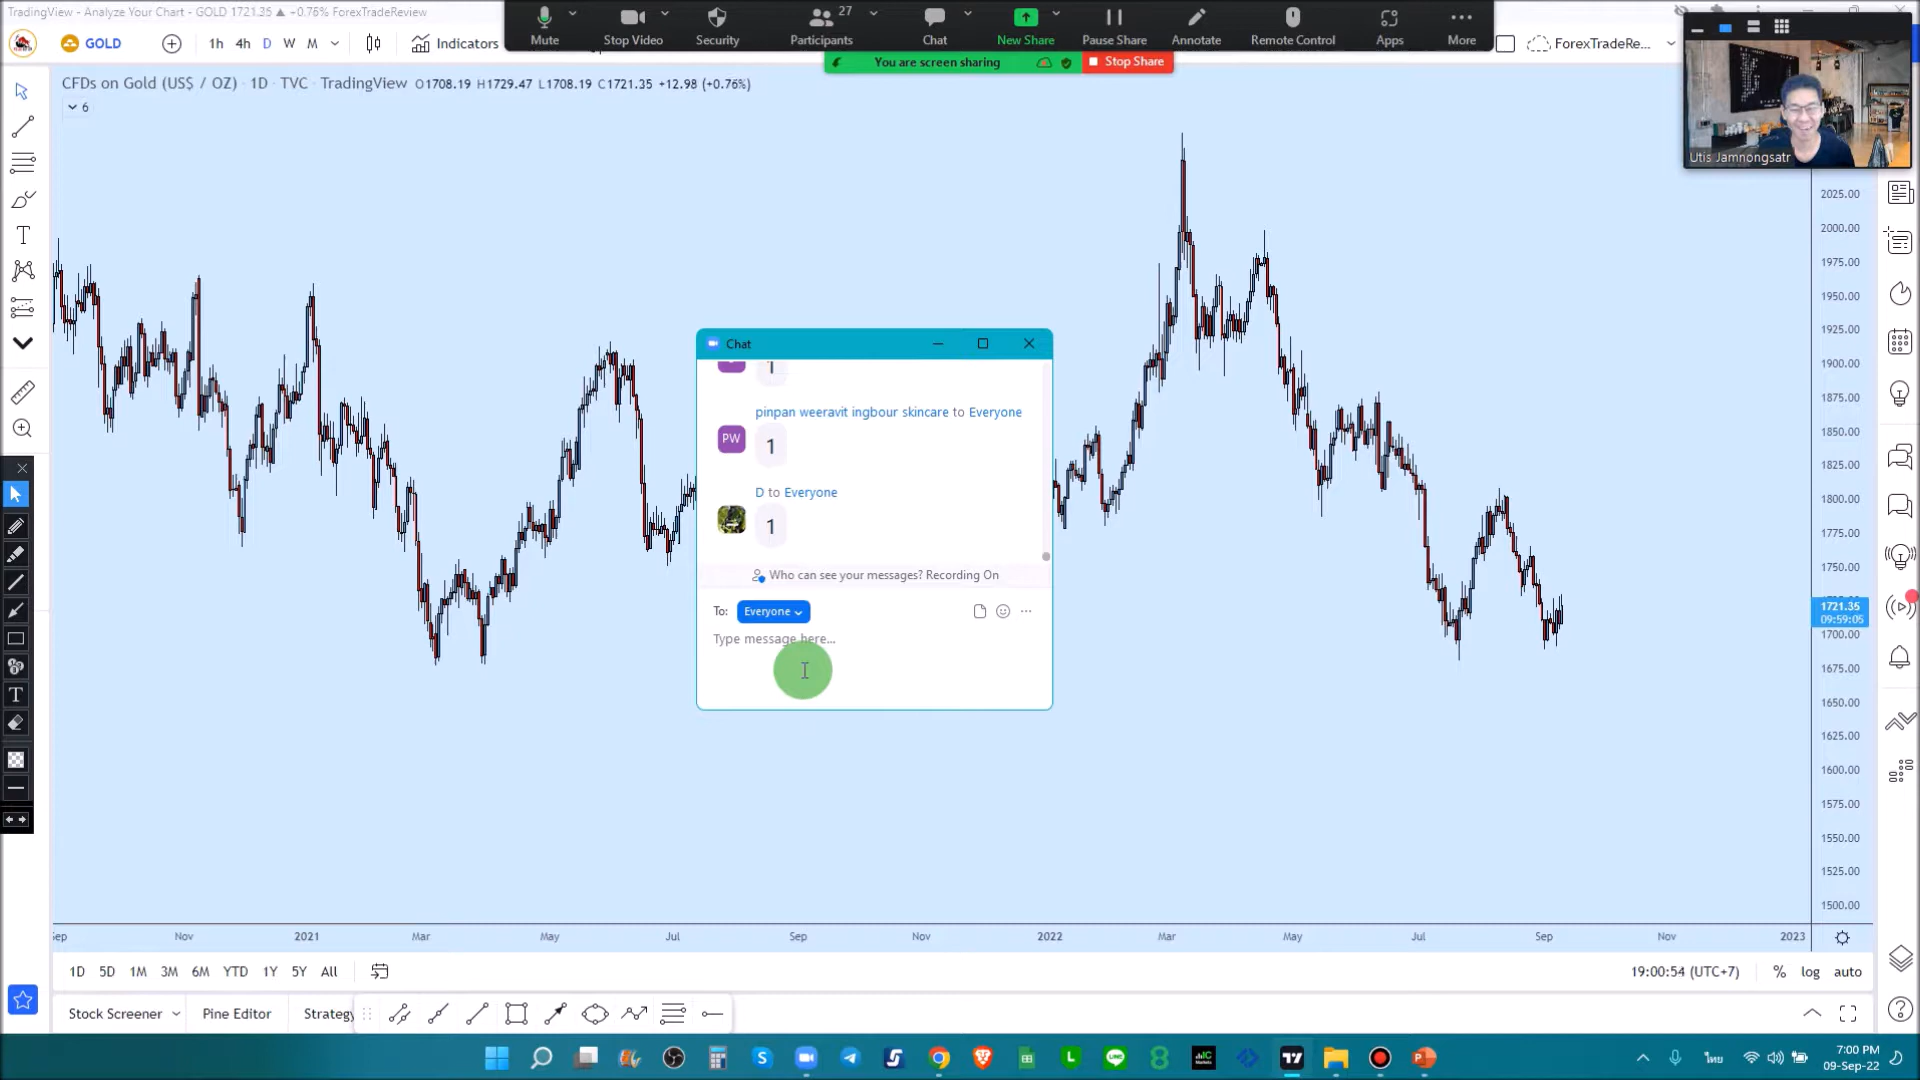 TradingView - Analyze Your Chart - GOLD 1721.35 ▲ +0.76% ForexTradeReview
GOLD
1h 4h D W M
Indicators
Mute
Stop Video
Security
27
Participants
Chat
New Share
Pause Share
Annotate
Remote Control
Apps
More
ForexTradeRe...
You are screen sharing
Stop Share
CFDs on Gold (US$ / OZ) · 1D · TVC · TradingView O1708.19 H1729.47 L1708.19 C1721.35 +12.98 (+0.76%)
6
Utis Jamnongsatr
2025.00
2000.00
1975.00
1950.00
1925.00
1900.00
1875.00
1850.00
1825.00
1800.00
1775.00
1750.00
1721.35
09:59:05
1700.00
1675.00
1650.00
1625.00
1600.00
1575.00
1550.00
1525.00
1500.00
Chat
1
pinpan weeravit ingbour skincare to Everyone
PW
1
D to Everyone
1
Who can see your messages? Recording On
To: Everyone
Type message here...
Nov 2021 Mar May Jul Sep Nov 2022 Mar May Jul Sep Nov 2023
1D 5D 1M 3M 6M YTD 1Y 5Y All
19:00:54 (UTC+7) % log auto
Stock Screener Pine Editor Strategy
ไทย
7:00 PM
09-Sep-22